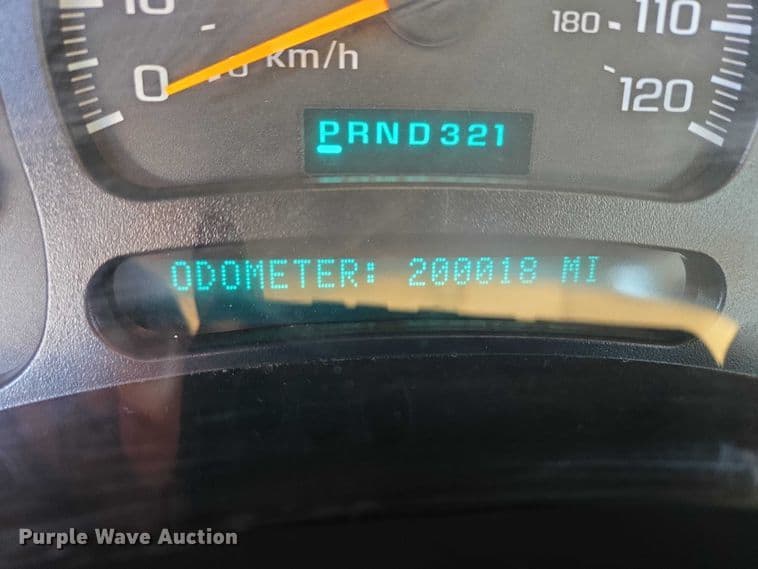 10
0
km/h
180 110
120
PRND321
ODOMETER: 200018 MI
Purple Wave Auction